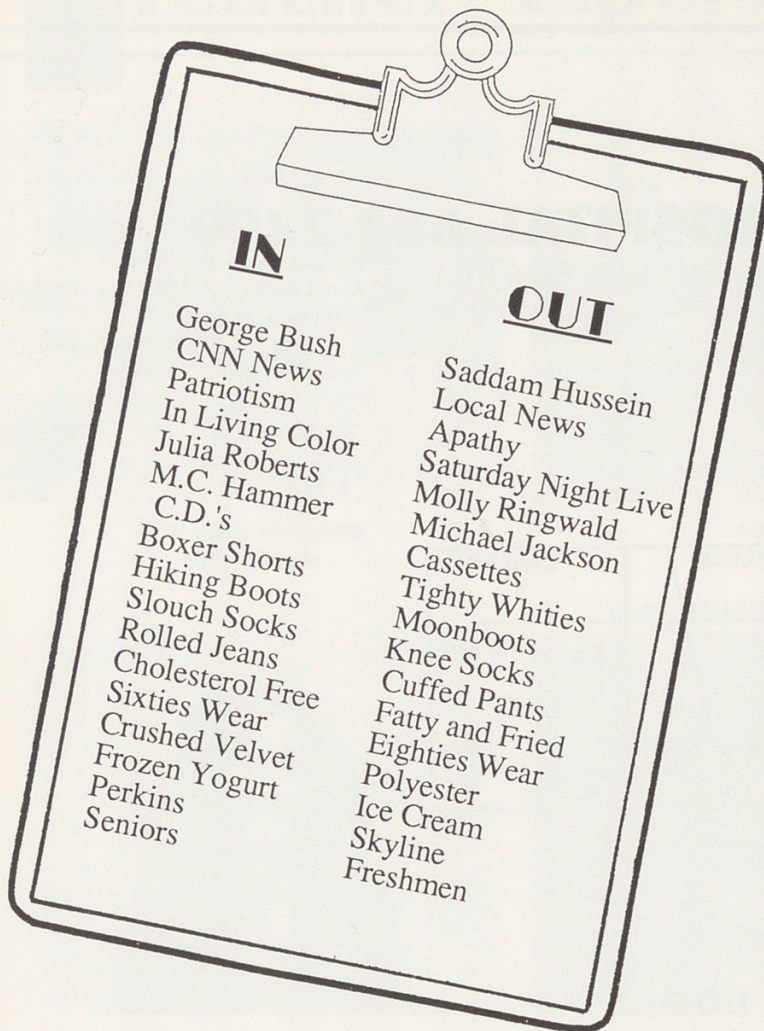 IN
George Bush
CNN News
Patriotism
In Living Color
Julia Roberts
M.C. Hammer
C.D.'s
Boxer Shorts
Hiking Boots
Slouch Socks
Rolled Jeans
Cholesterol Free
Sixties Wear
Crushed Velvet
Frozen Yogurt
Perkins
Seniors
OUT
Saddam Hussein
Local News
Apathy
Saturday Night Live
Molly Ringwald
Michael Jackson
Cassettes
Tighty Whities
Moonboots
Knee Socks
Cuffed Pants
Fatty and Fried
Eighties Wear
Polyester
Ice Cream
Skyline
Freshmen